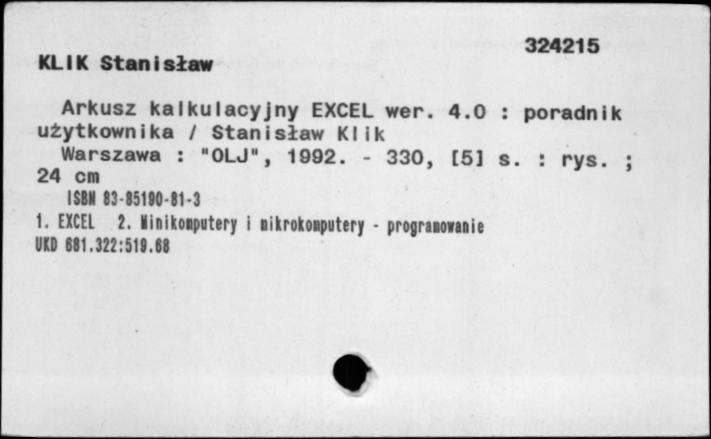 324215
KLIK Stanisław
Arkusz kalkulacyjny EXCEL wer. 4.0 : poradnik
użytkownika / Stanisław Klik
Warszawa : "OLJ", 1992. - 330, [5] s. : rys. ;
24 cm
ISBN 83-85190-81-3
1. EXCEL 2. Minikomputery i mikrokomputery - programowanie
UKD 681.322:519.68